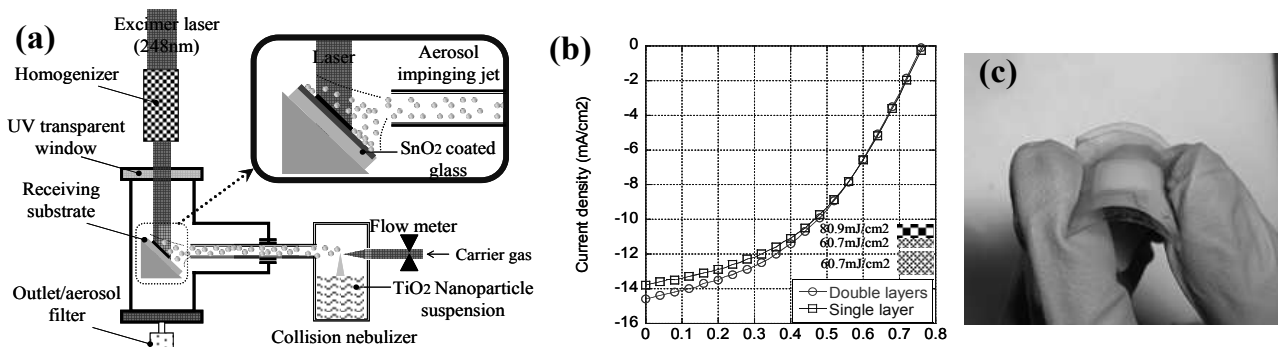 (a)
Excimer laser
(248nm)
Homogenizer
UV transparent
window
Receiving
substrate
Outlet/aerosol
filter
Laser
Aerosol
impinging jet
SnO2 coated
glass
Flow meter
Carrier gas
TiO2 Nanoparticle
suspension
Collision nebulizer
(b)
Current density (mA/cm2)
0
-2
-4
-6
-8
-10
-12
-14
-16
0 0.1 0.2 0.3 0.4 0.5 0.6 0.7 0.8
80.9mJ/cm2
60.7mJ/cm2
60.7mJ/cm2
Double layers
Single layer
(c)